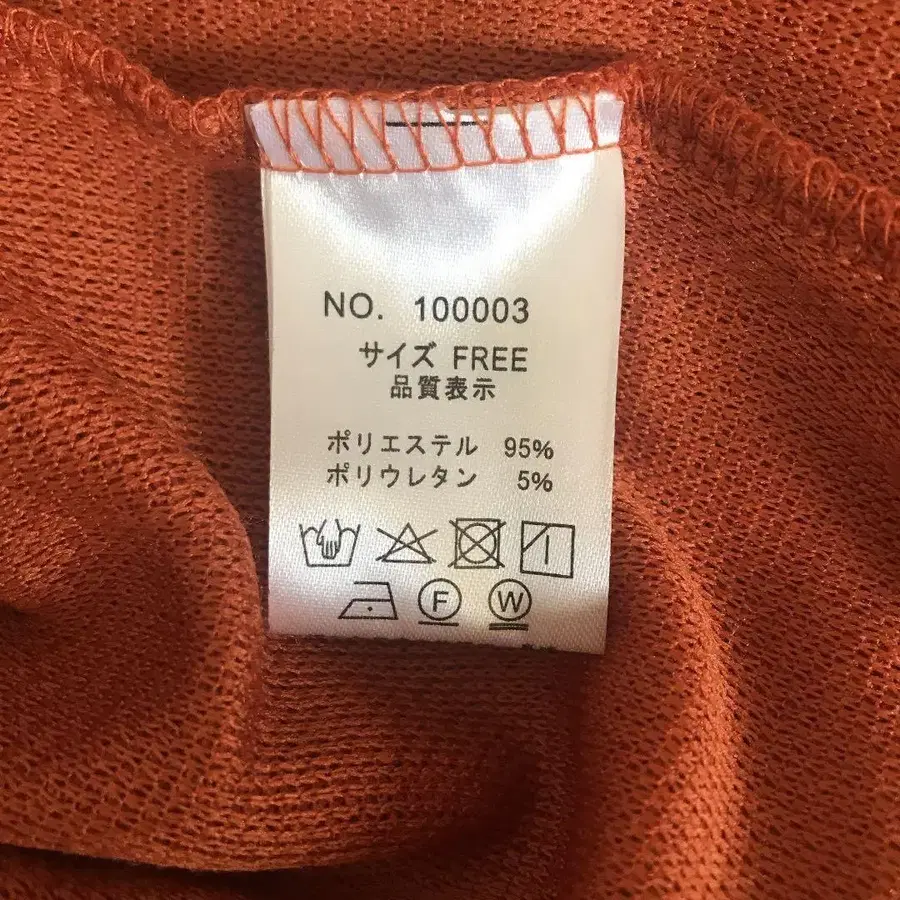 NO. 100003
サイズ FREE
品質表示
ポリエステル 95%
ポリウレタン 5%
F W